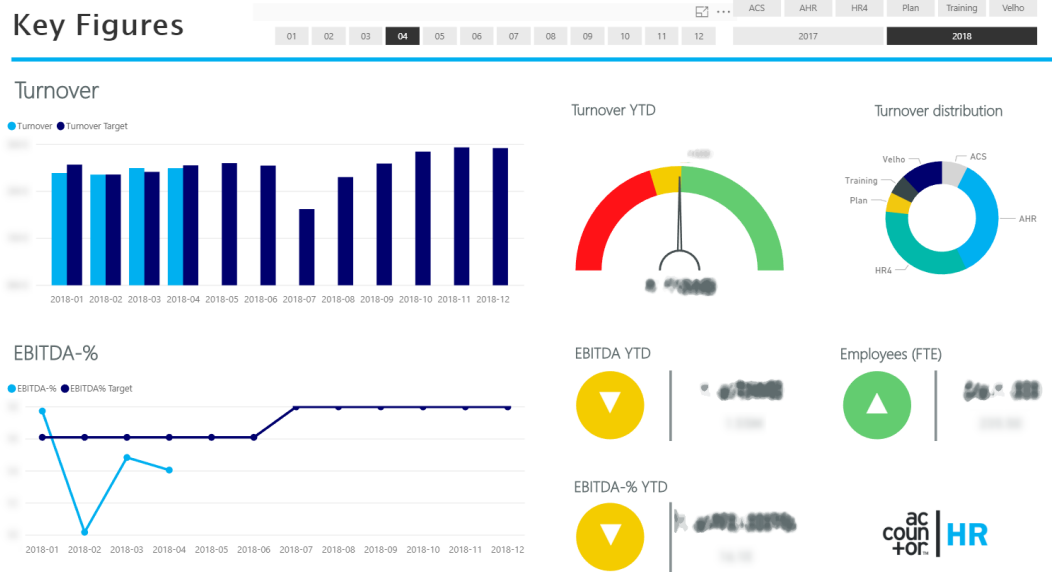 Key Figures
ACS AHR HR4 Plan Training Velho
01 02 03 04 05 06 07 08 09 10 11 12
2017 2018
Turnover
Turnover Turnover Target
2018-01 2018-02 2018-03 2018-04 2018-05 2018-06 2018-07 2018-08 2018-09 2018-10 2018-11 2018-12
Turnover YTD
Turnover distribution
Velho
ACS
Training
Plan
AHR
HR4
EBITDA-%
EBITDA-% EBITDA% Target
2018-01 2018-02 2018-03 2018-04 2018-05 2018-06 2018-07 2018-08 2018-09 2018-10 2018-11 2018-12
EBITDA YTD
Employees (FTE)
EBITDA-% YTD
ac
coun
+or™
HR